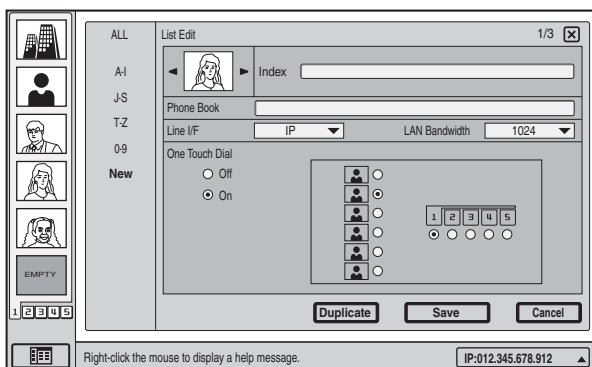 ALL
A-I
J-S
T-Z
0-9
New
List Edit 1/3
Index
Phone Book
Line I/F IP LAN Bandwidth 1024
One Touch Dial
Off
On
1 2 3 4 5
Duplicate Save Cancel
EMPTY
1 2 3 4 5
Right-click the mouse to display a help message. IP:012.345.678.912